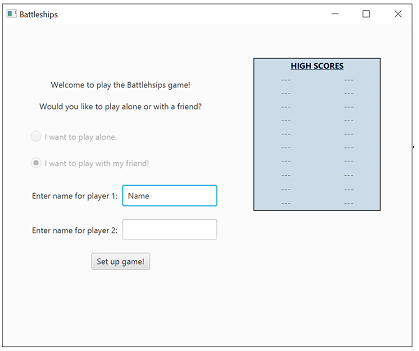 Battleships
Welcome to play the Battlehsips game!
Would you like to play alone or with a friend?
I want to play alone.
I want to play with my friend!
Enter name for player 1: Name
Enter name for player 2:
Set up game!
HIGH SCORES
--- ---
--- ---
--- ---
--- ---
--- ---
--- ---
--- ---
--- ---
--- ---
--- ---